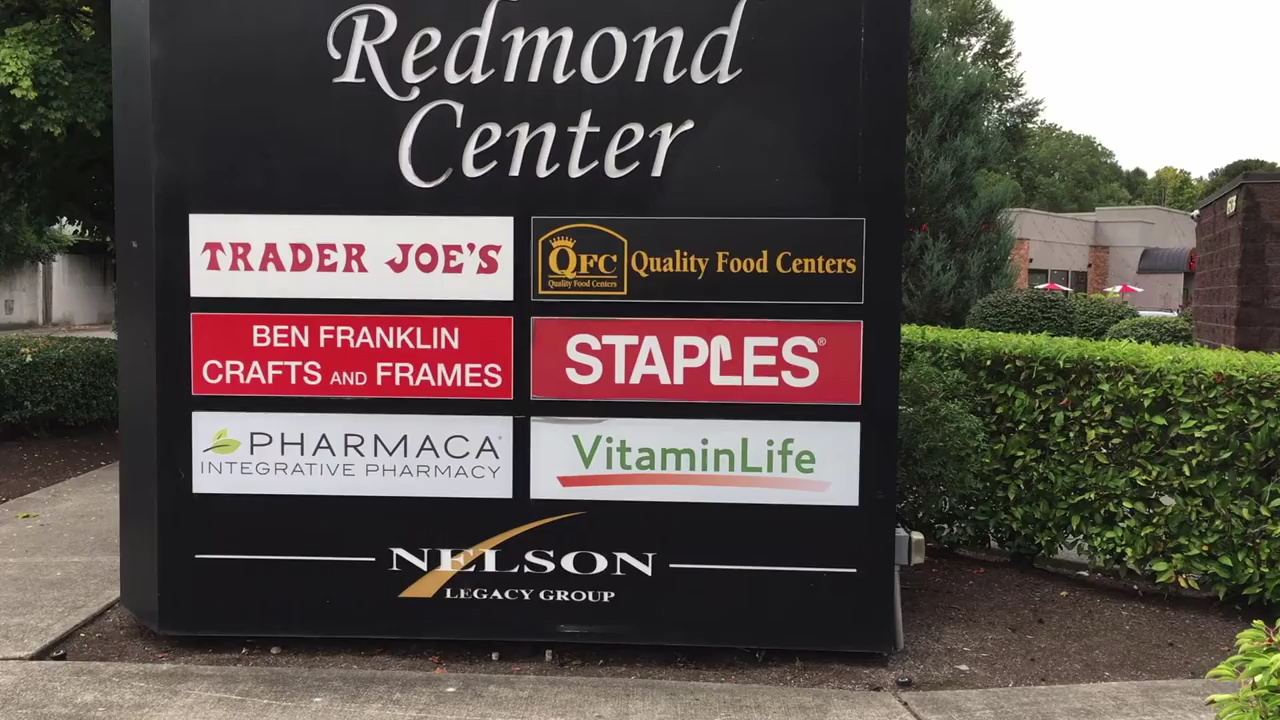 Redmond
Center
TRADER JOE'S
QFC
Quality Food Centers
Quality Food Centers
BEN FRANKLIN
CRAFTS AND FRAMES
STAPLES®
PHARMACA
INTEGRATIVE PHARMACY
VitaminLife
NELSON
LEGACY GROUP